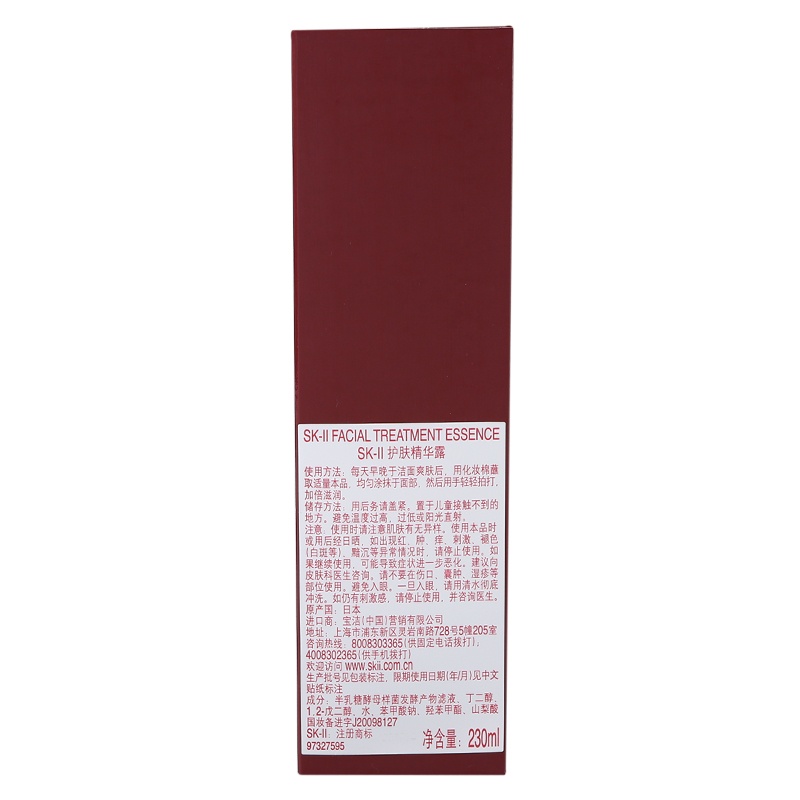 SK-II FACIAL TREATMENT ESSENCE
SK-II 护肤精华露
使用方法：每天早晚于洁面爽肤后，用化妆棉蘸
取适量本品，均匀涂抹于面部，然后用手轻轻拍打，
加倍滋润。
储存方法：用后务请盖紧。置于儿童接触不到的
地方。避免温度过高、过低或阳光直射。
注意：使用时请注意肌肤有无异样。使用本品时
或用后经日晒，如出现红、肿、痒、刺激、褪色
(白斑等)、黯沉等异常情况时，请停止使用。如
果继续使用，可能导致症状进一步恶化。建议向
皮肤科医生咨询。请不要在伤口、囊肿、湿疹等
部位使用。避免入眼。一旦入眼，请用清水彻底
冲洗。如仍有刺激感，请停止使用，并咨询医生。
原产国：日本
进口商：宝洁(中国)营销有限公司
地址：上海市浦东新区灵岩南路728号5幢205室
咨询热线：8008303365(供固定电话拨打)；
4008302365(供手机拨打)
欢迎访问 www.skii.com.cn
生产批号见包装标注，限期使用日期(年/月)见中文
贴纸标注
成分：半乳糖酵母样菌发酵产物滤液、丁二醇、
1,2-戊二醇、水、苯甲酸钠、羟苯甲酯、山梨酸
国妆备进字J20098127
SK-II：注册商标
97327595
净含量：230ml